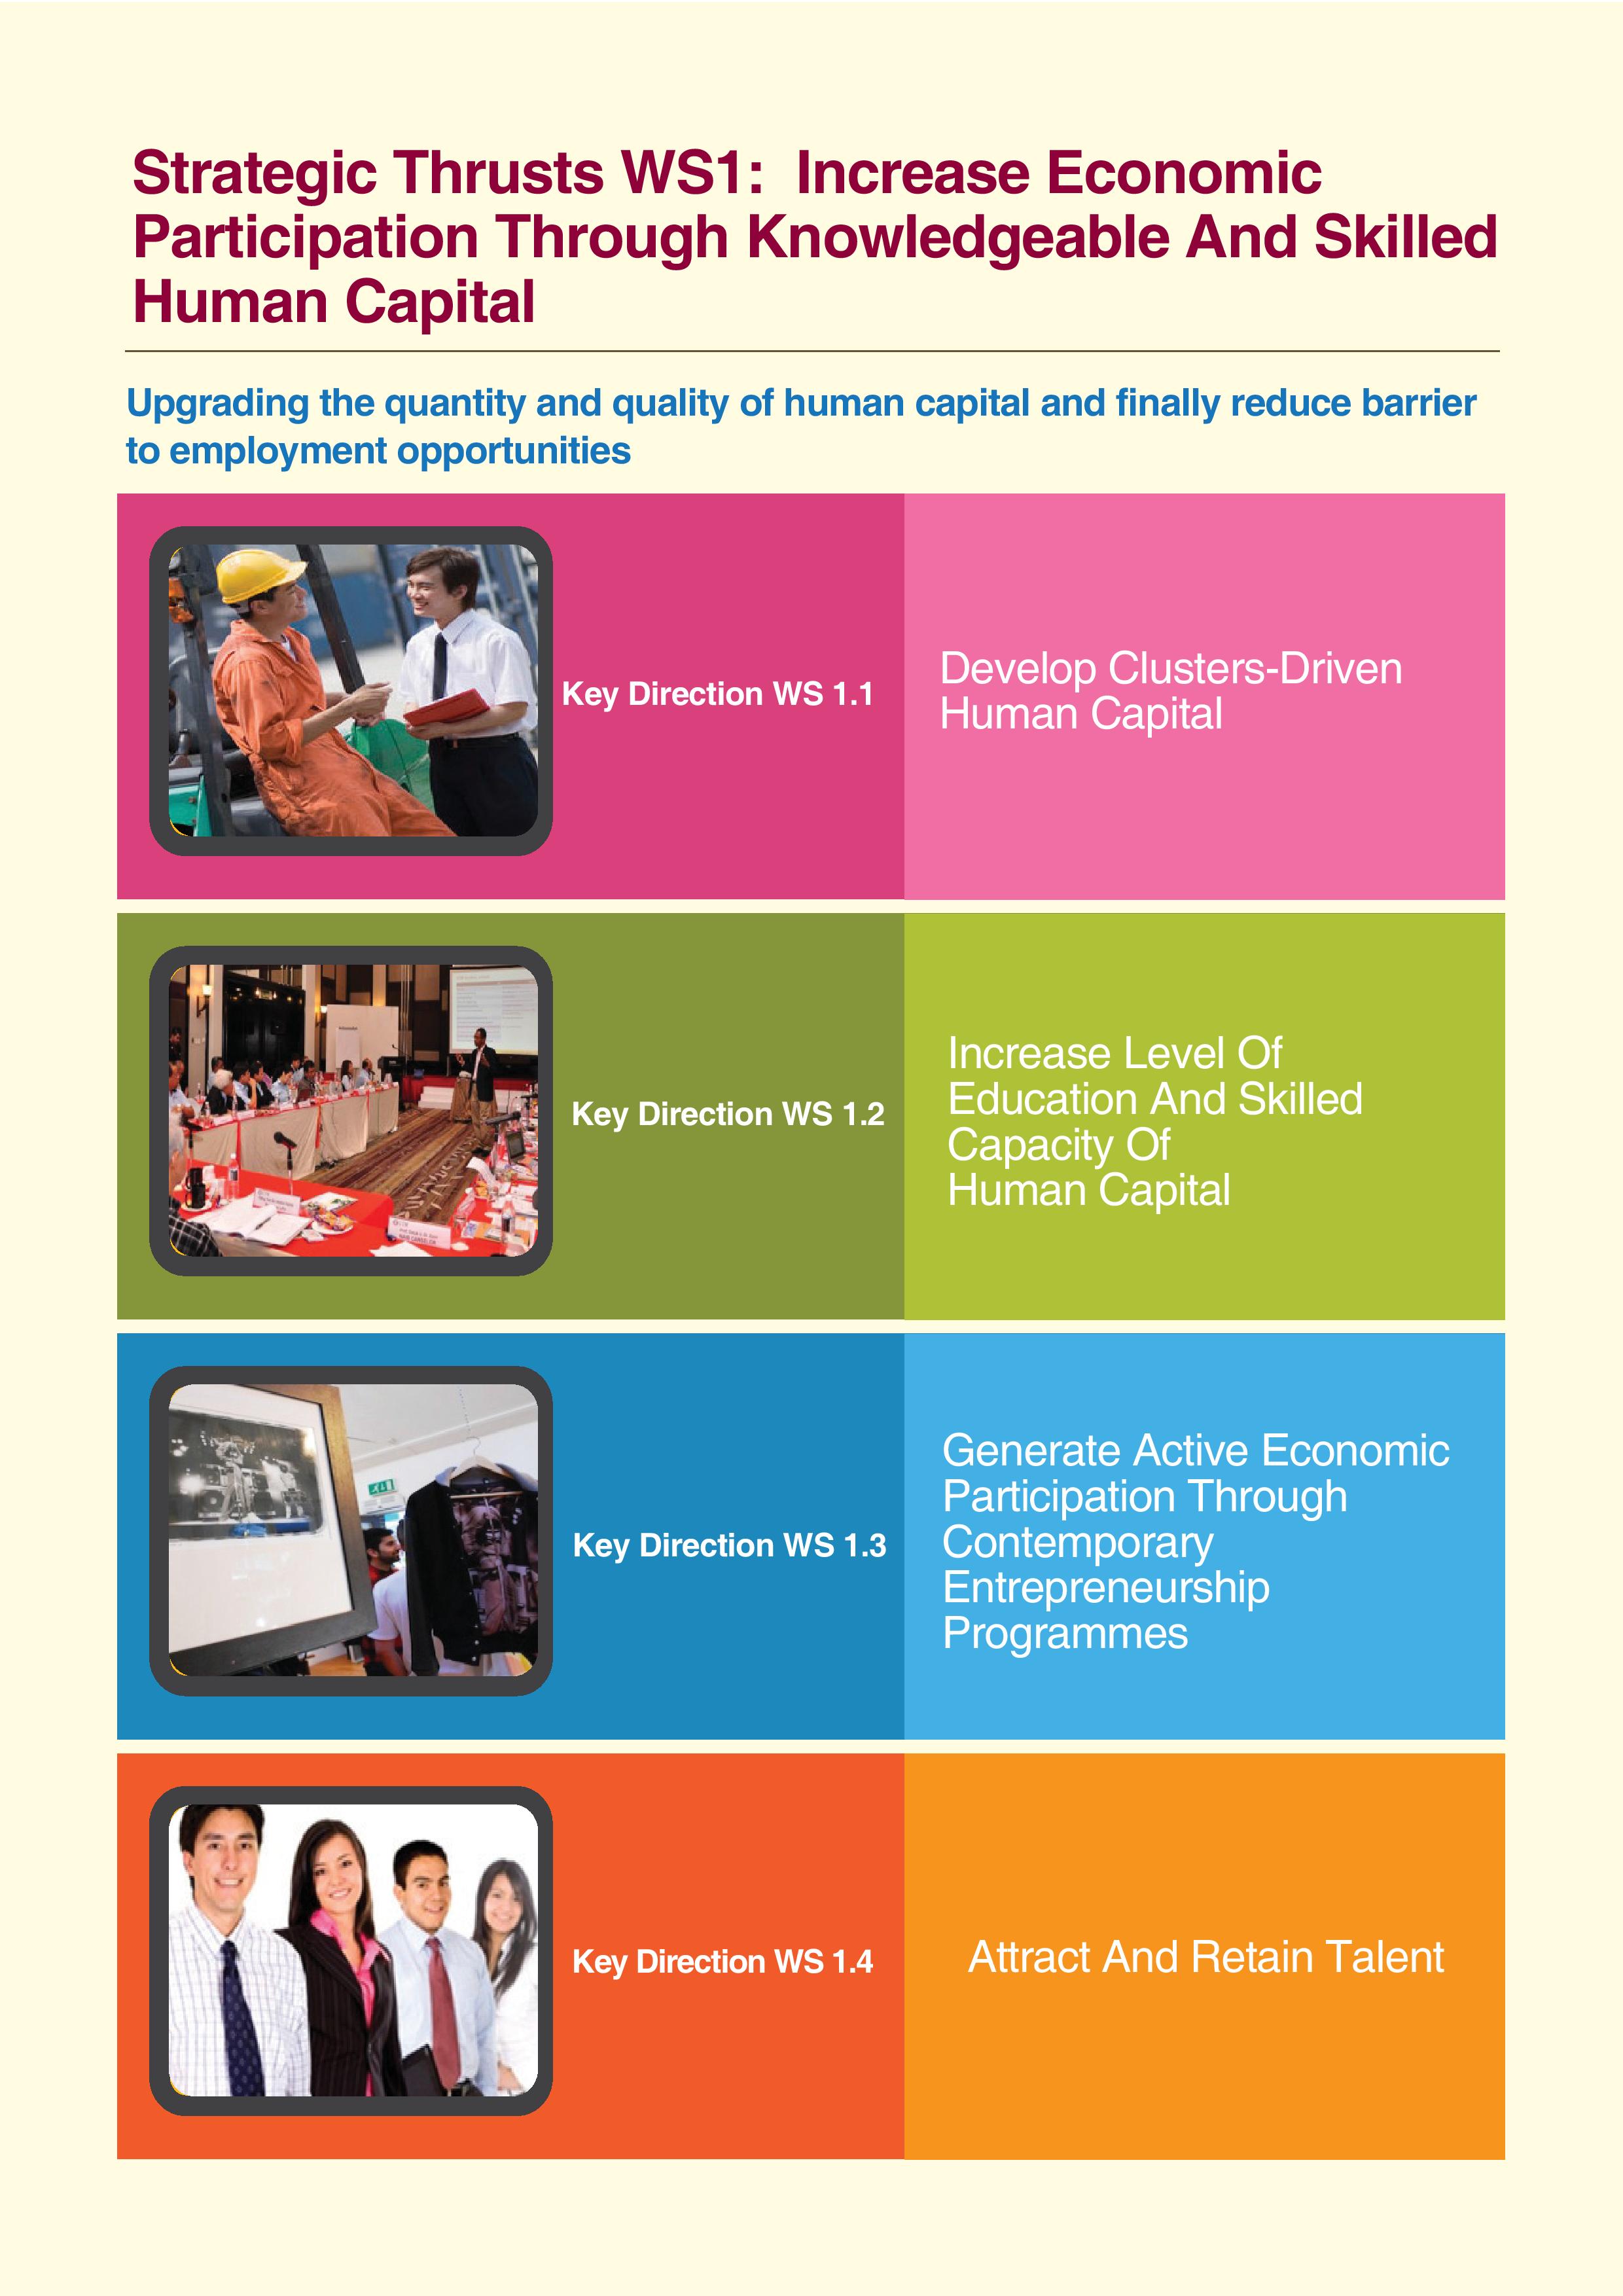 Strategic Thrusts WS1: Increase Economic
Participation Through Knowledgeable And Skilled
Human Capital
Upgrading the quantity and quality of human capital and finally reduce barrier
to employment opportunities
Key Direction WS 1.1
Develop Clusters-Driven
Human Capital
Key Direction WS 1.2
Increase Level Of
Education And Skilled
Capacity Of
Human Capital
Key Direction WS 1.3
Generate Active Economic
Participation Through
Contemporary
Entrepreneurship
Programmes
Key Direction WS 1.4
Attract And Retain Talent